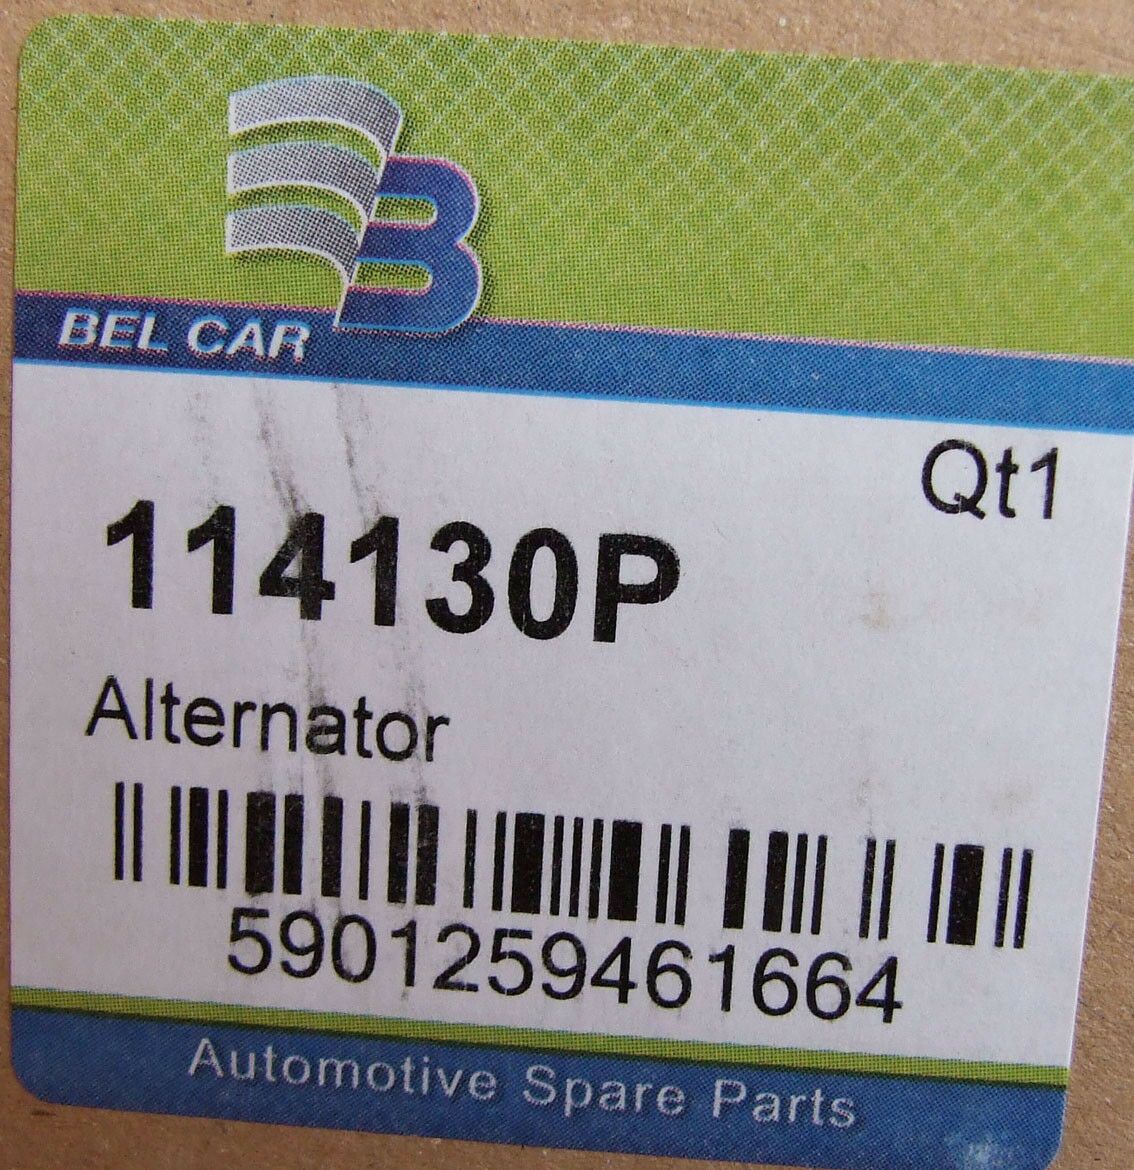 B
BEL CAR
Qt1
114130P
Alternator
5901259461664
Automotive Spare Parts